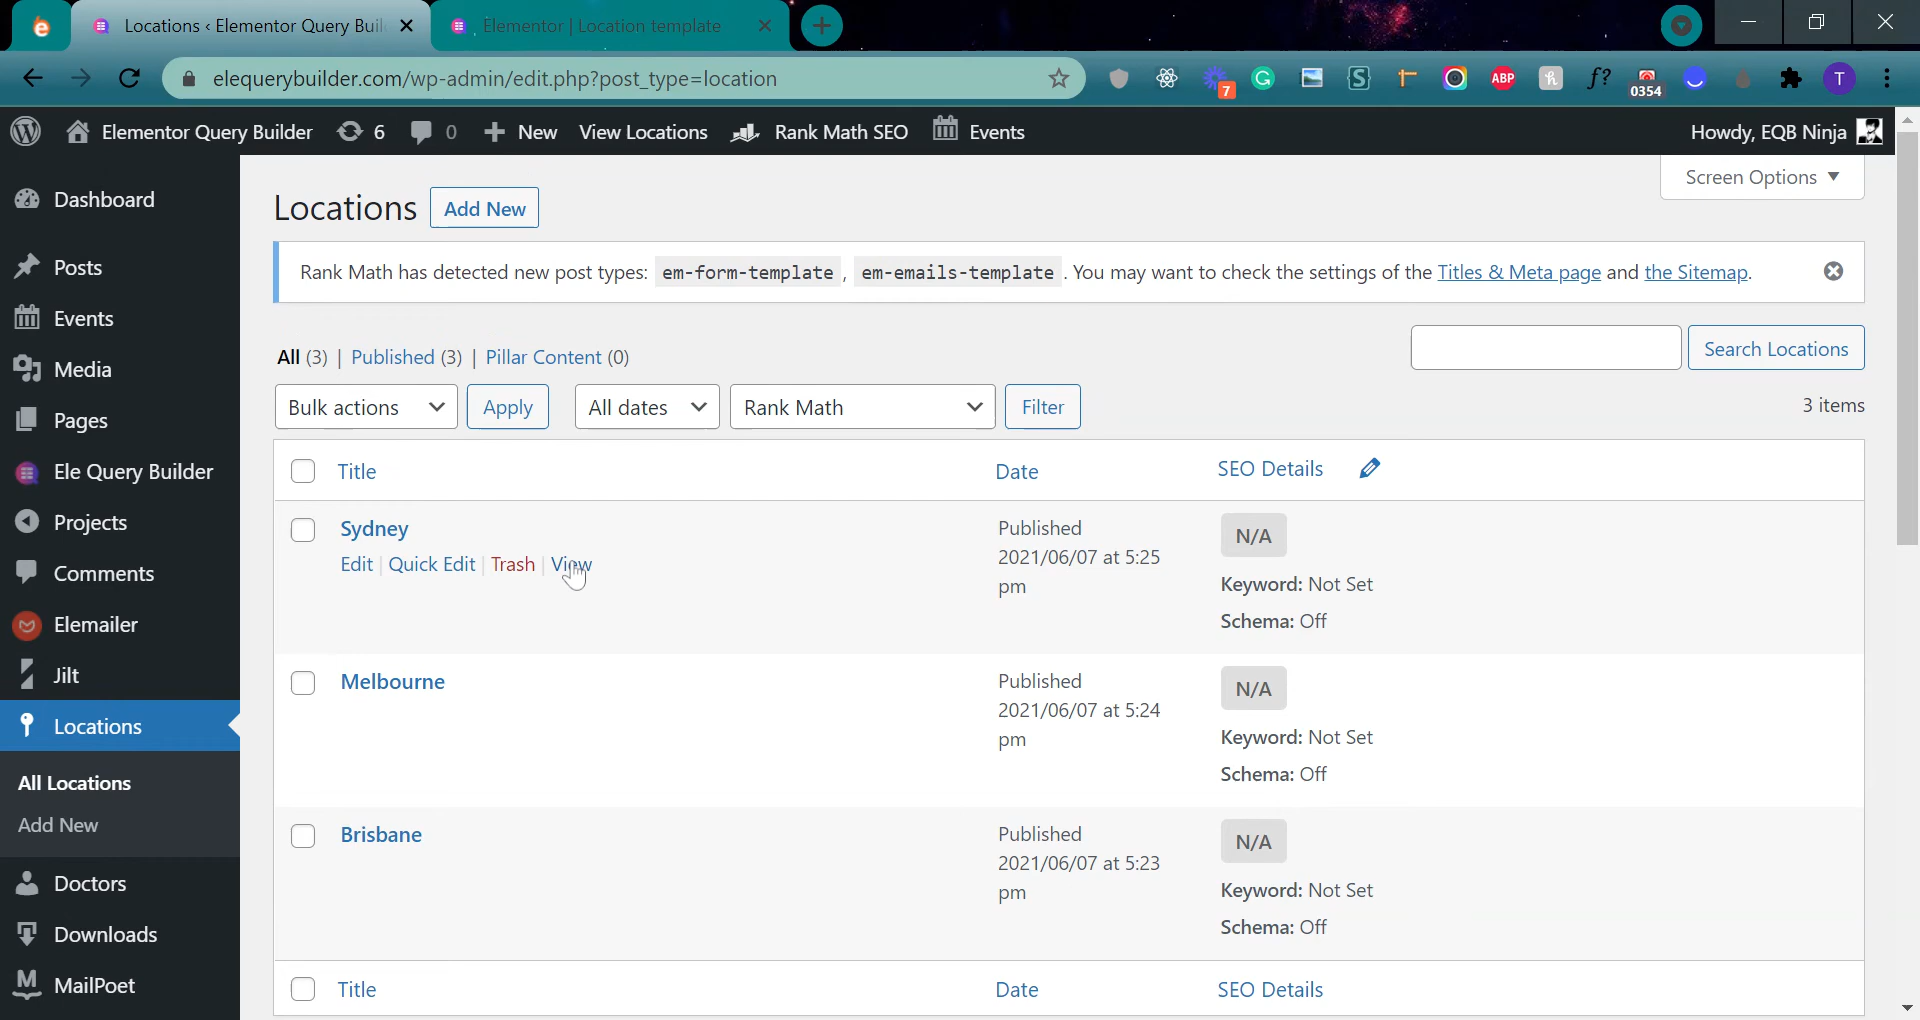 Locations ‹ Elementor Query Buil
Elementor | Location template
elequerybuilder.com/wp-admin/edit.php?post_type=location
7
S
G
ABP
h
f?
0354
T
Elementor Query Builder
6
0
New
View Locations
Rank Math SEO
Events
Howdy, EQB Ninja
Screen Options
Dashboard
Posts
Events
Media
Pages
Ele Query Builder
Projects
Comments
Elemailer
Jilt
Locations
All Locations
Add New
Doctors
Downloads
MailPoet
Locations
Add New
Rank Math has detected new post types: em-form-template , em-emails-template . You may want to check the settings of the Titles & Meta page and the Sitemap.
All (3) | Published (3) | Pillar Content (0)
Search Locations
Bulk actions
Apply
All dates
Rank Math
Filter
3 items
Title
Date
SEO Details
Sydney
Edit | Quick Edit | Trash | View
Published
2021/06/07 at 5:25
pm
N/A
Keyword: Not Set
Schema: Off
Melbourne
Published
2021/06/07 at 5:24
pm
N/A
Keyword: Not Set
Schema: Off
Brisbane
Published
2021/06/07 at 5:23
pm
N/A
Keyword: Not Set
Schema: Off
Title
Date
SEO Details